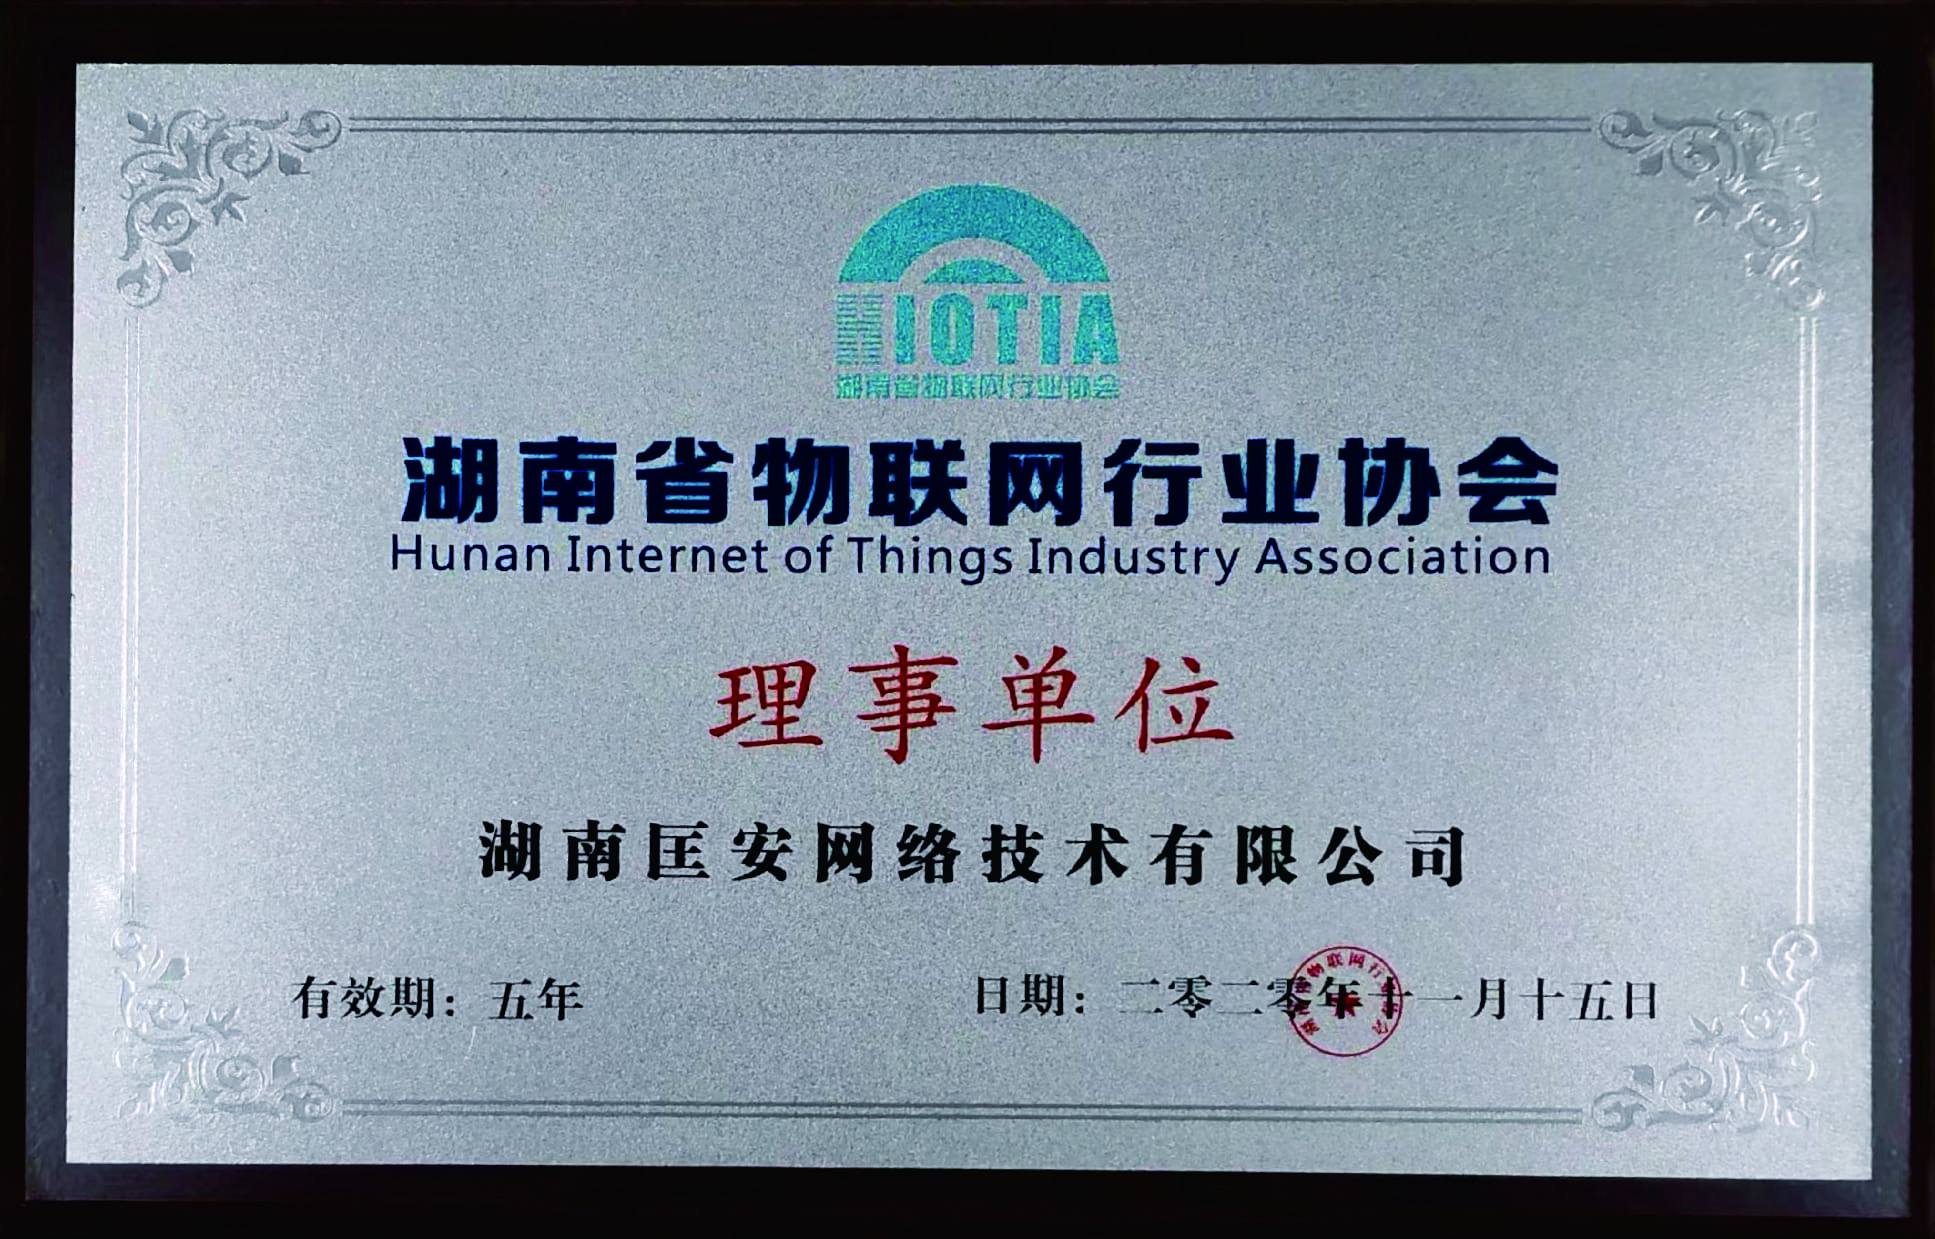 HIOTIA
湖南省物联网行业协会
湖南省物联网行业协会
Hunan Internet of Things Industry Association
理事单位
湖南匡安网络技术有限公司
有效期：五年
日期：二零二零年十一月十五日